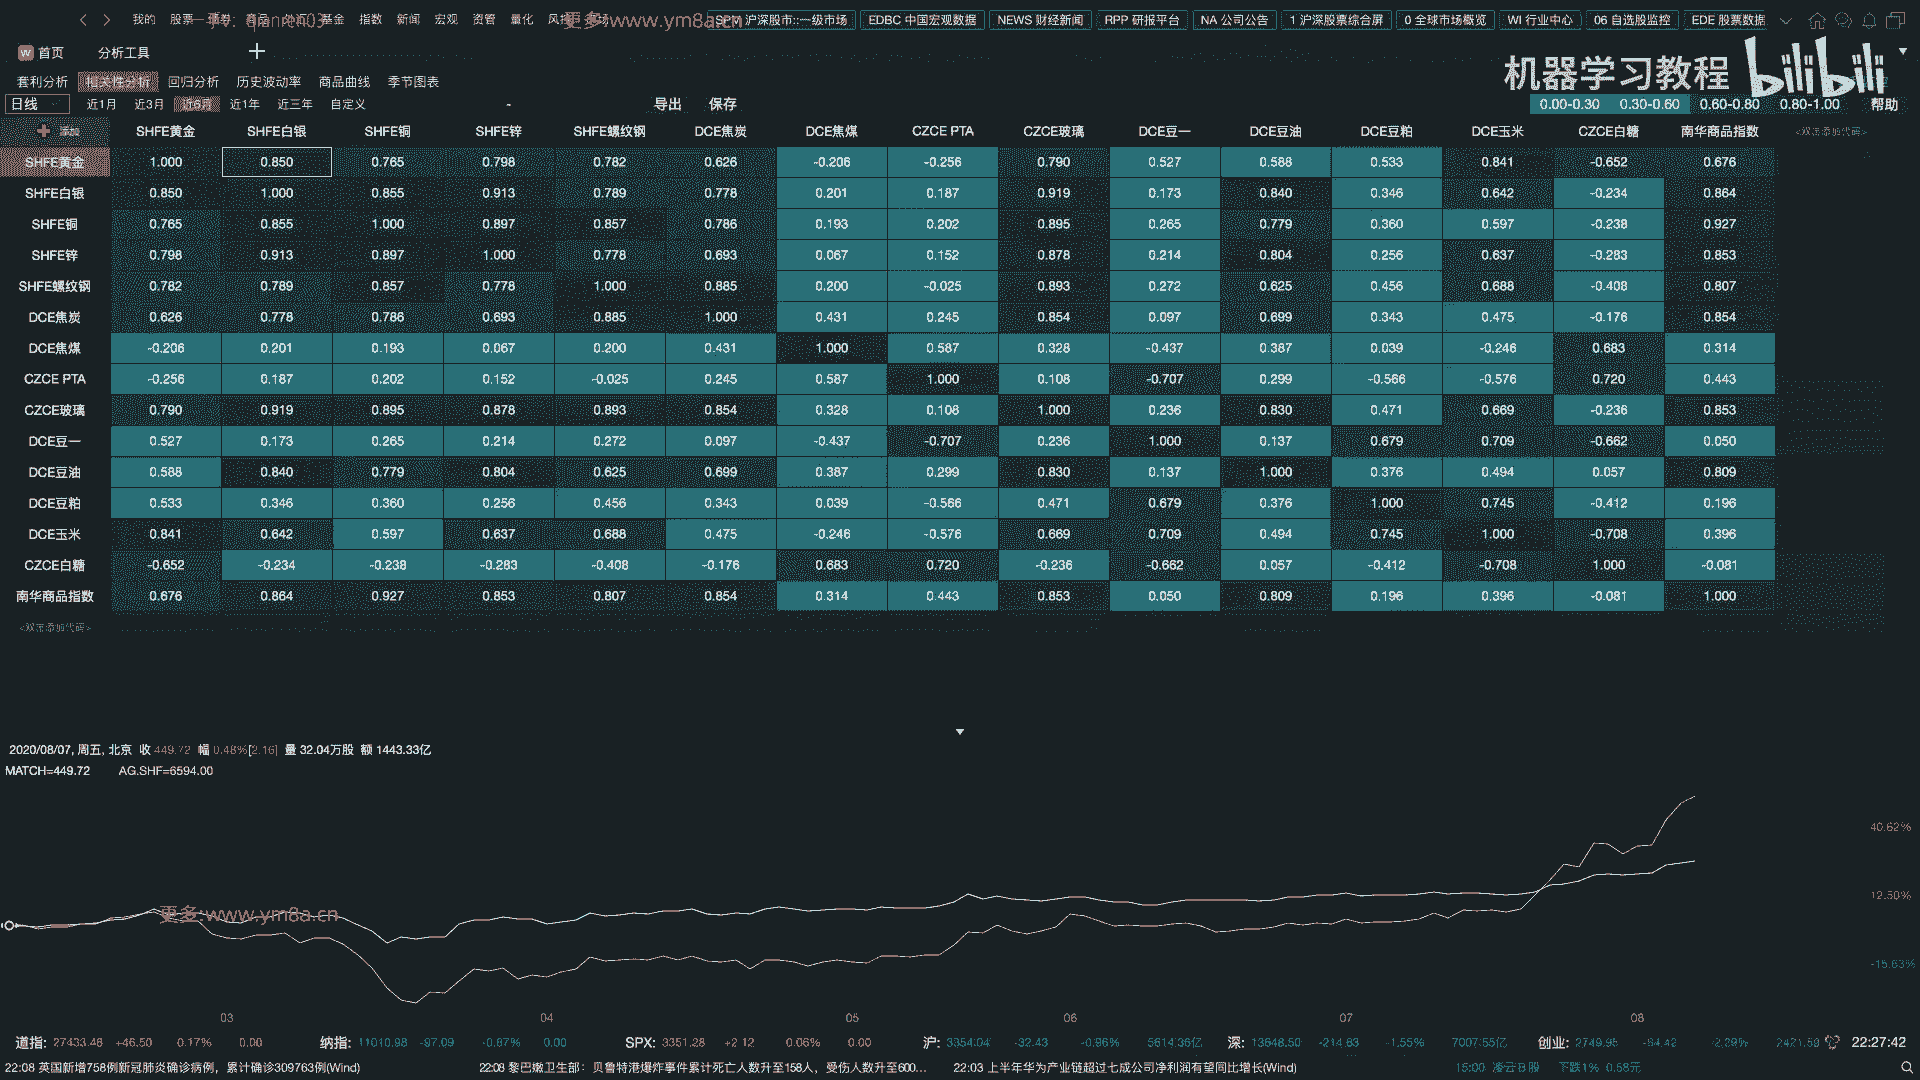 我的 股票 基金 指数 新闻 宏观 资管 量化 更多:www.ym8a.cn 沪深股市::一级市场 EDBC 中国宏观数据 NEWS 财经新闻 RPP 研报平台 NA 公司公告 1 沪深股票综合屏 0 全球市场概览 WI 行业中心 06 自选股监控 EDE 股票数据
W 首页 分析工具 +
机器学习教程 bilibili
套利分析 相关性分析 回归分析 历史波动率 商品曲线 季节图表
日线 近1月 近3月 近6月 近1年 近三年 自定义 - 导出 保存 0.00-0.30 0.30-0.60 0.60-0.80 0.80-1.00 帮助
添加 SHFE黄金 SHFE白银 SHFE铜 SHFE锌 SHFE螺纹钢 DCE焦炭 DCE焦煤 CZCE PTA CZCE玻璃 DCE豆一 DCE豆油 DCE豆粕 DCE玉米 CZCE白糖 南华商品指数 <双击添加代码>
SHFE黄金 1.000 0.850 0.765 0.798 0.782 0.626 -0.206 -0.256 0.790 0.527 0.588 0.533 0.841 -0.652 0.676
SHFE白银 0.850 1.000 0.855 0.913 0.789 0.778 0.201 0.187 0.919 0.173 0.840 0.346 0.642 -0.234 0.864
SHFE铜 0.765 0.855 1.000 0.897 0.857 0.786 0.193 0.202 0.895 0.265 0.779 0.360 0.597 -0.238 0.927
SHFE锌 0.798 0.913 0.897 1.000 0.778 0.693 0.067 0.152 0.878 0.214 0.804 0.256 0.637 -0.283 0.853
SHFE螺纹钢 0.782 0.789 0.857 0.778 1.000 0.885 0.200 -0.025 0.893 0.272 0.625 0.456 0.688 -0.408 0.807
DCE焦炭 0.626 0.778 0.786 0.693 0.885 1.000 0.431 0.245 0.854 0.097 0.699 0.343 0.475 -0.176 0.854
DCE焦煤 -0.206 0.201 0.193 0.067 0.200 0.431 1.000 0.587 0.328 -0.437 0.387 0.039 -0.246 0.683 0.314
CZCE PTA -0.256 0.187 0.202 0.152 -0.025 0.245 0.587 1.000 0.108 -0.707 0.299 -0.566 -0.576 0.720 0.443
CZCE玻璃 0.790 0.919 0.895 0.878 0.893 0.854 0.328 0.108 1.000 0.236 0.830 0.471 0.669 -0.236 0.853
DCE豆一 0.527 0.173 0.265 0.214 0.272 0.097 -0.437 -0.707 0.236 1.000 0.137 0.679 0.709 -0.662 0.050
DCE豆油 0.588 0.840 0.779 0.804 0.625 0.699 0.387 0.299 0.830 0.137 1.000 0.376 0.494 0.057 0.809
DCE豆粕 0.533 0.346 0.360 0.256 0.456 0.343 0.039 -0.566 0.471 0.679 0.376 1.000 0.745 -0.412 0.196
DCE玉米 0.841 0.642 0.597 0.637 0.688 0.475 -0.246 -0.576 0.669 0.709 0.494 0.745 1.000 -0.708 0.396
CZCE白糖 -0.652 -0.234 -0.238 -0.283 -0.408 -0.176 0.683 0.720 -0.236 -0.662 0.057 -0.412 -0.708 1.000 -0.081
南华商品指数 0.676 0.864 0.927 0.853 0.807 0.854 0.314 0.443 0.853 0.050 0.809 0.196 0.396 -0.081 1.000
<双击添加代码>
2020/08/07, 周五, 北京 收 449.72 幅 0.48%[2.16] 量 32.04万股 额 1443.33亿
MATCH=449.72 AG.SHF=6594.00
40.62%
12.50%
更多:www.ym8a.cn
-15.63%
03 04 05 06 07 08
道指: 27433.48 +46.50 0.17% 0.00 纳指: 11010.98 -97.09 -0.87% 0.00 SPX: 3351.28 +2.12 0.06% 0.00 沪: 3354.04 -32.43 -0.96% 5614.36亿 深: 13648.50 -214.63 -1.55% 7007.55亿 创业: 2749.95 -64.42 -2.29% 22:27:42
22:08 英国新增758例新冠肺炎确诊病例，累计确诊309763例(Wind) 22:08 黎巴嫩卫生部：贝鲁特港爆炸事件累计死亡人数升至158人，受伤人数升至600... 22:03 上半年华为产业链超过七成公司净利润有望同比增长(Wind) 15:00 凌云B股 下跌1% 0.58元